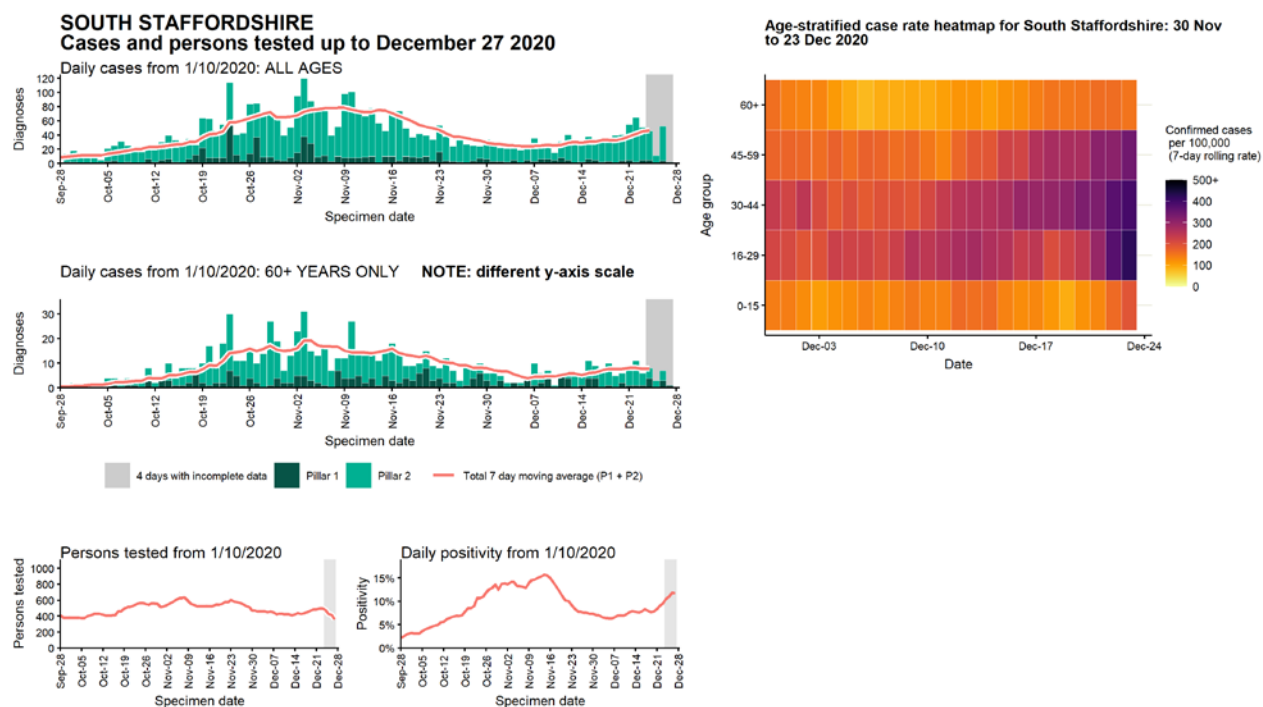 SOUTH STAFFORDSHIRE
Cases and persons tested up to December 27 2020
Daily cases from 1/10/2020: ALL AGES
Diagnoses
120
100
80
60
40
20
0
Sep-28
Oct-05
Oct-12
Oct-19
Oct-26
Nov-02
Nov-09
Nov-16
Nov-23
Nov-30
Dec-07
Dec-14
Dec-21
Dec-28
Specimen date
Daily cases from 1/10/2020: 60+ YEARS ONLY NOTE: different y-axis scale
Diagnoses
30
20
10
0
Sep-28
Oct-05
Oct-12
Oct-19
Oct-26
Nov-02
Nov-09
Nov-16
Nov-23
Nov-30
Dec-07
Dec-14
Dec-21
Dec-28
Specimen date
4 days with incomplete data Pillar 1 Pillar 2 Total 7 day moving average (P1 + P2)
Persons tested from 1/10/2020
Persons tested
1000
800
600
400
200
0
Sep-28
Oct-05
Oct-12
Oct-19
Oct-26
Nov-02
Nov-09
Nov-16
Nov-23
Nov-30
Dec-07
Dec-14
Dec-21
Dec-28
Specimen date
Daily positivity from 1/10/2020
Positivity
15%
10%
5%
0%
Sep-28
Oct-05
Oct-12
Oct-19
Oct-26
Nov-02
Nov-09
Nov-16
Nov-23
Nov-30
Dec-07
Dec-14
Dec-21
Dec-28
Specimen date
Age-stratified case rate heatmap for South Staffordshire: 30 Nov
to 23 Dec 2020
Age group
60+
45-59
30-44
16-29
0-15
Dec-03
Dec-10
Dec-17
Dec-24
Date
Confirmed cases
per 100,000
(7-day rolling rate)
500+
400
300
200
100
0